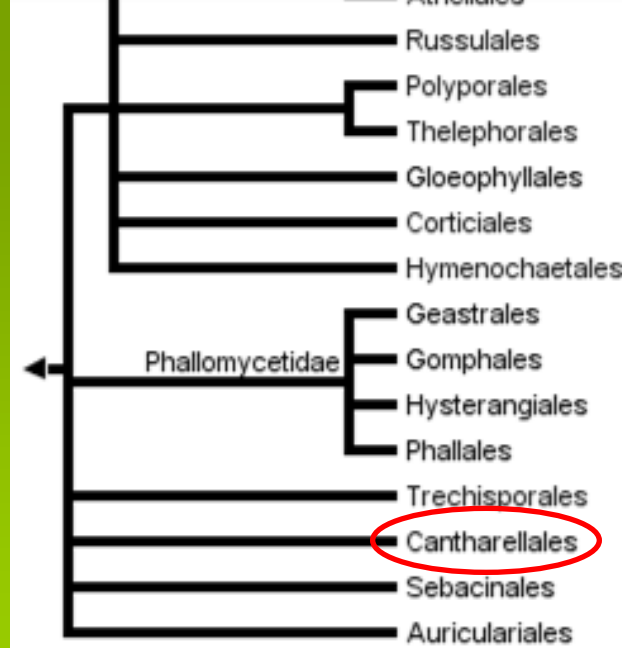 Russulales
Polyporales
Thelephorales
Gloeophyllales
Corticiales
Hymenochaetales
Geastrales
Phallomycetidae
Gomphales
Hysterangiales
Phallales
Trechisporales
Cantharellales
Sebacinales
Auriculariales